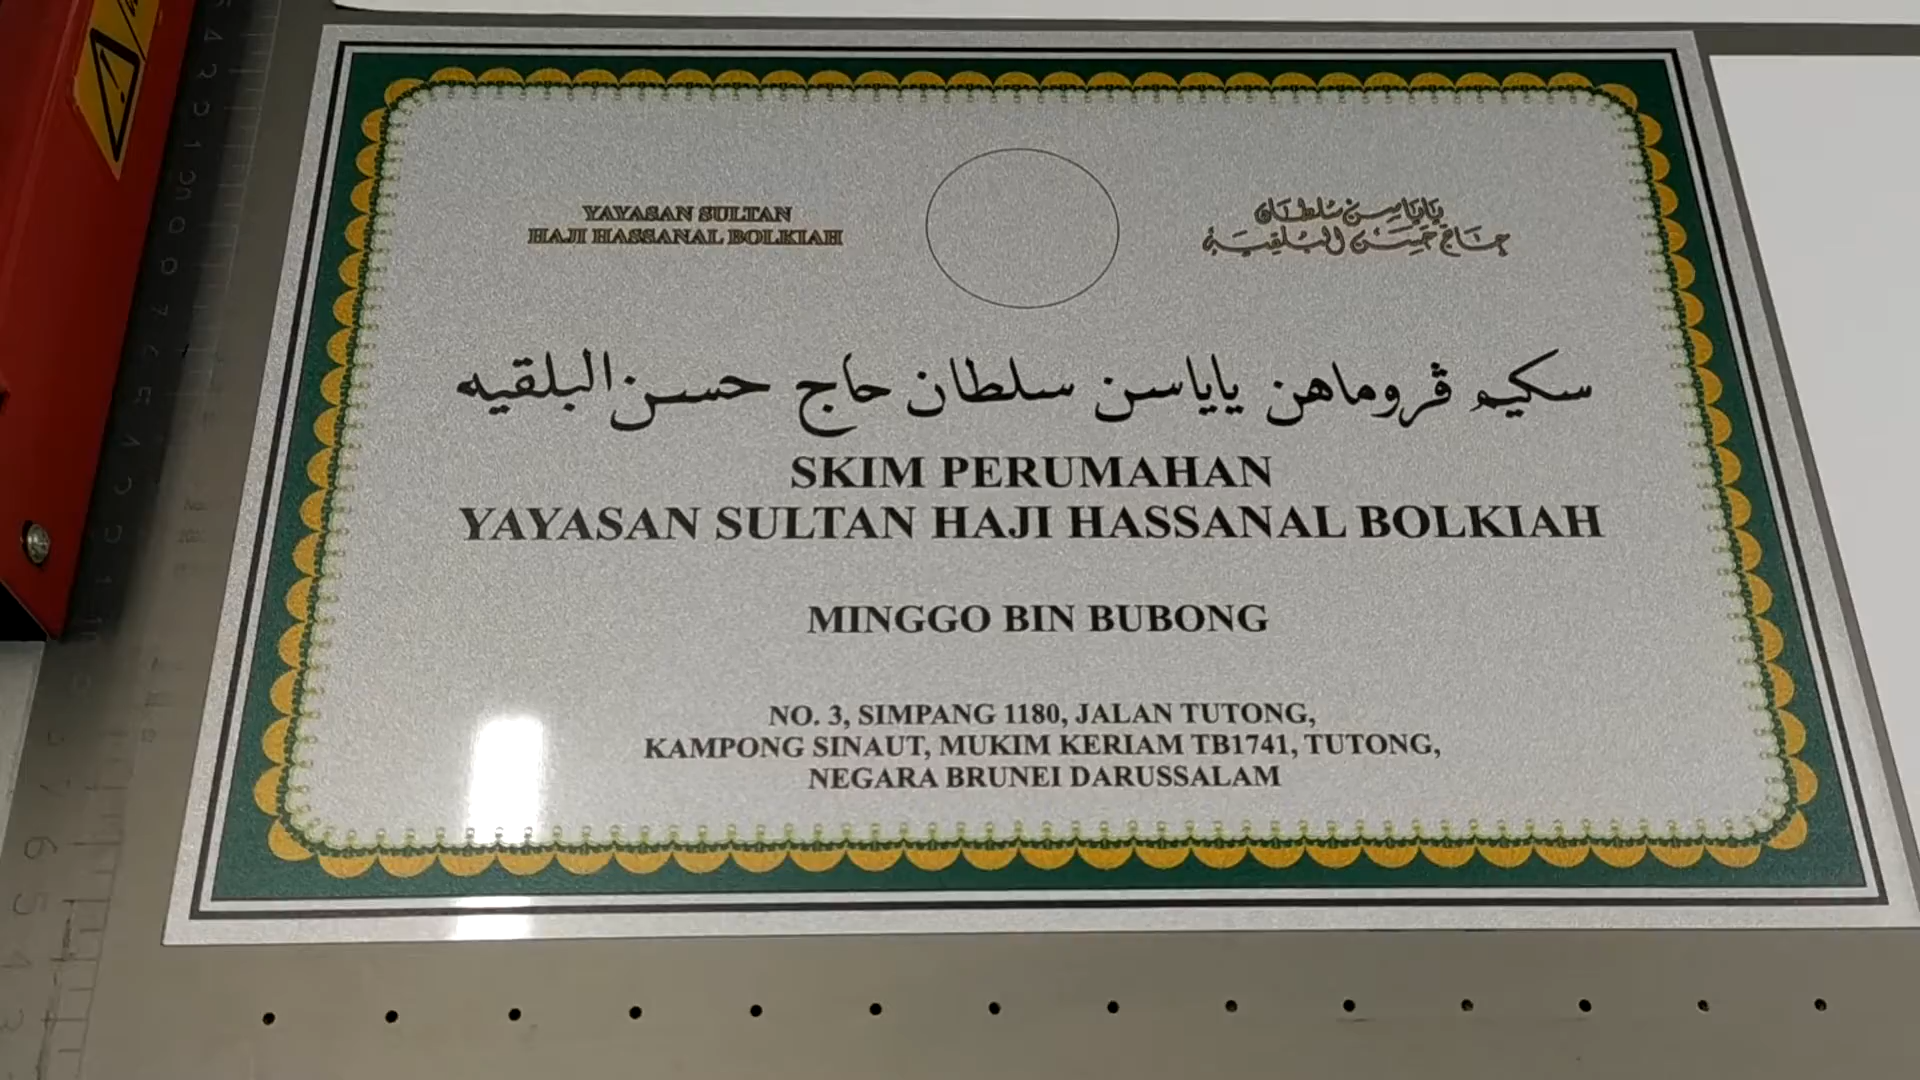 YAYASAN SULTAN
HAJI HASSANAL BOLKIAH
ياياسن سلطان
حاج حسن البلقيه
سكيم ڤروماهن ياياسن سلطان حاج حسن البلقيه
SKIM PERUMAHAN
YAYASAN SULTAN HAJI HASSANAL BOLKIAH
MINGGO BIN BUBONG
NO. 3, SIMPANG 1180, JALAN TUTONG,
KAMPONG SINAUT, MUKIM KERIAM TB1741, TUTONG,
NEGARA BRUNEI DARUSSALAM